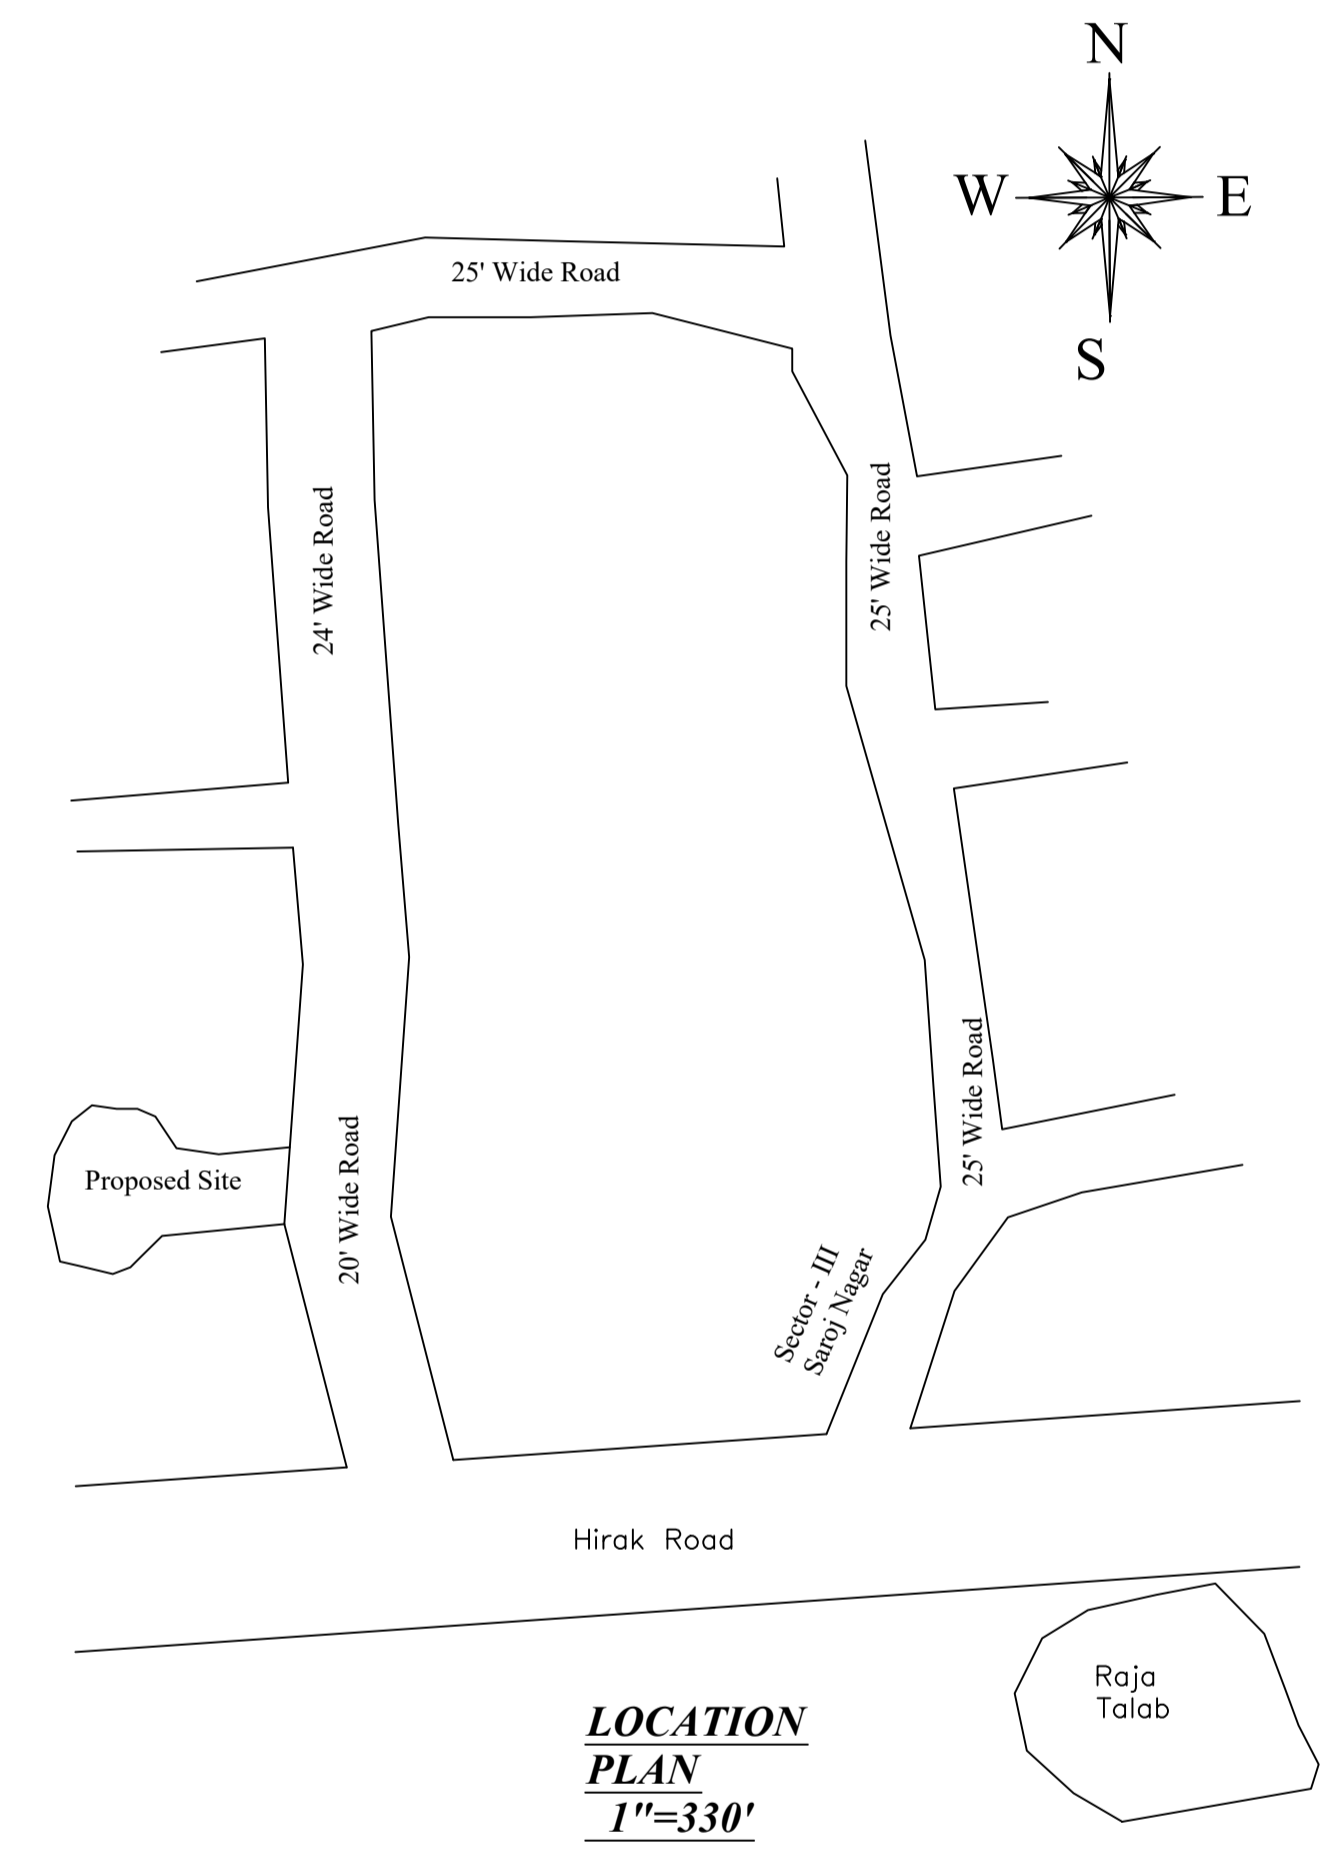 N
W
E
S
25' Wide Road
24' Wide Road
25' Wide Road
25' Wide Road
Proposed Site
20' Wide Road
Sector - III
Saroj Nagar
Hirak Road
Raja
Talab
LOCATION
PLAN
1"=330'